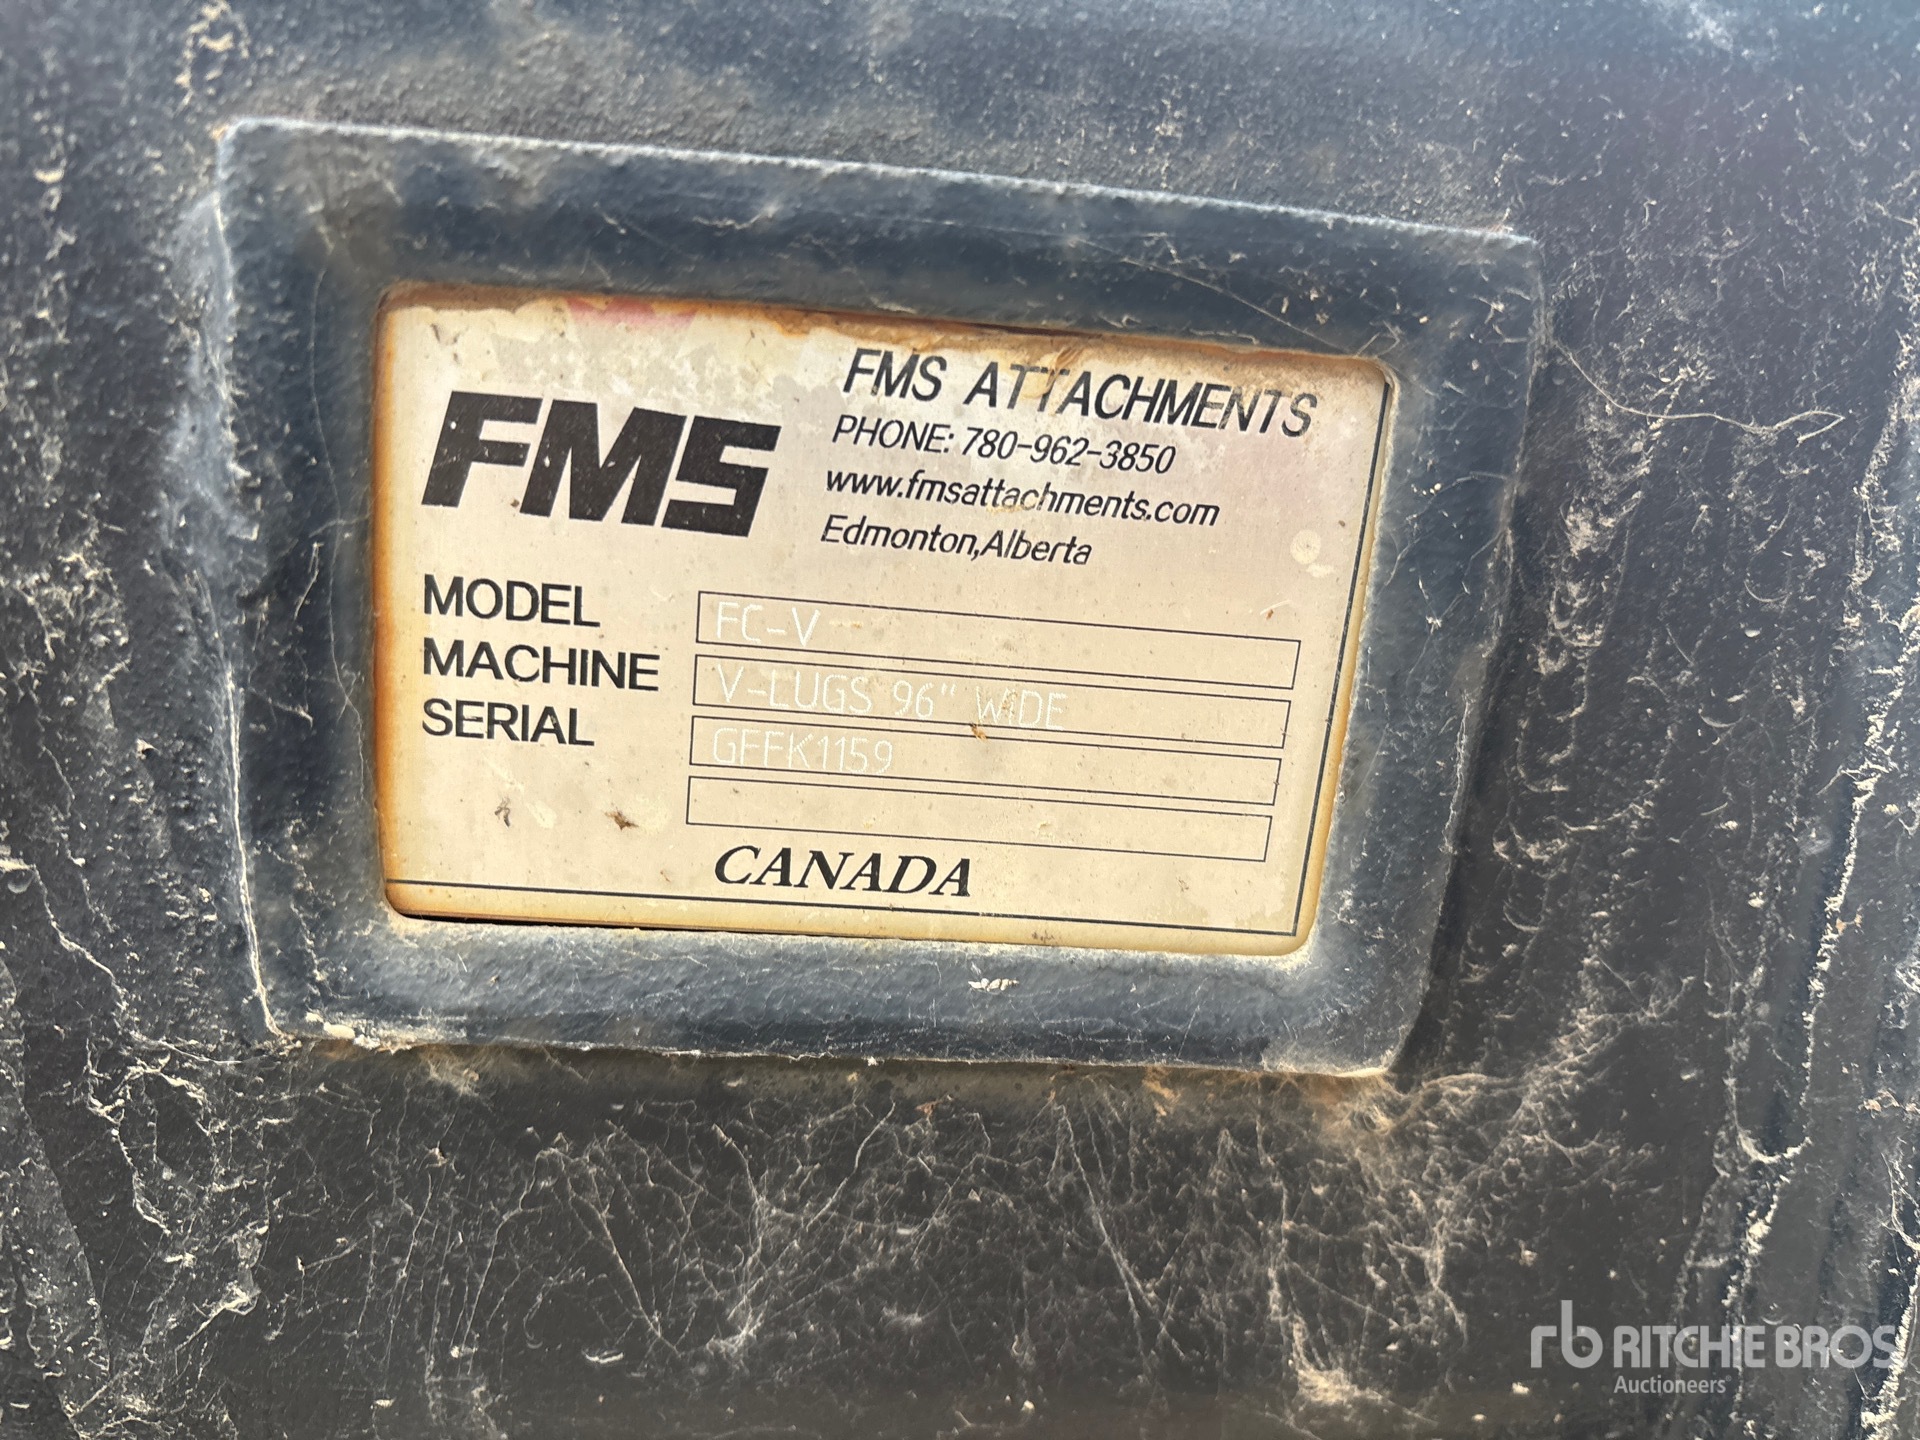 FMS
FMS ATTACHMENTS
PHONE: 780-962-3850
www.fmsattachments.com
Edmonton,Alberta
MODEL FC-V
MACHINE V-LUGS 96" WIDE
SERIAL GFFK1159
CANADA
rb RITCHIE BROS
Auctioneers